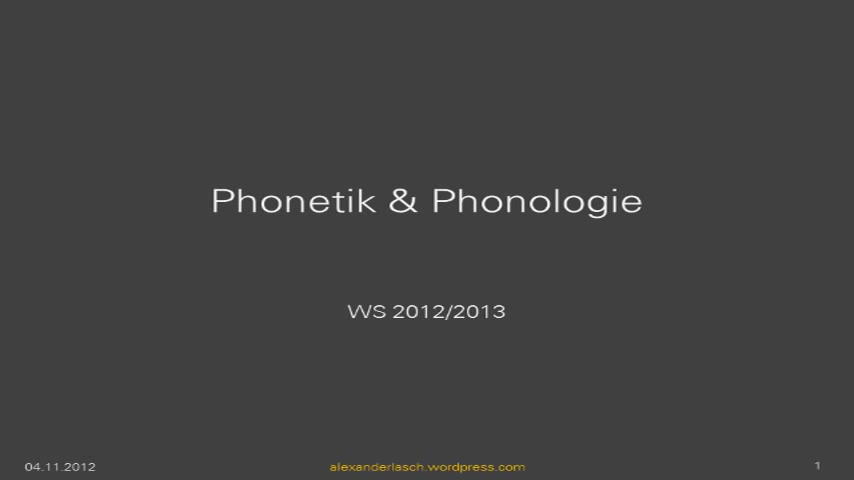 Phonetik & Phonologie
WS 2012/2013
04.11.2012
alexanderlasch.wordpress.com
1